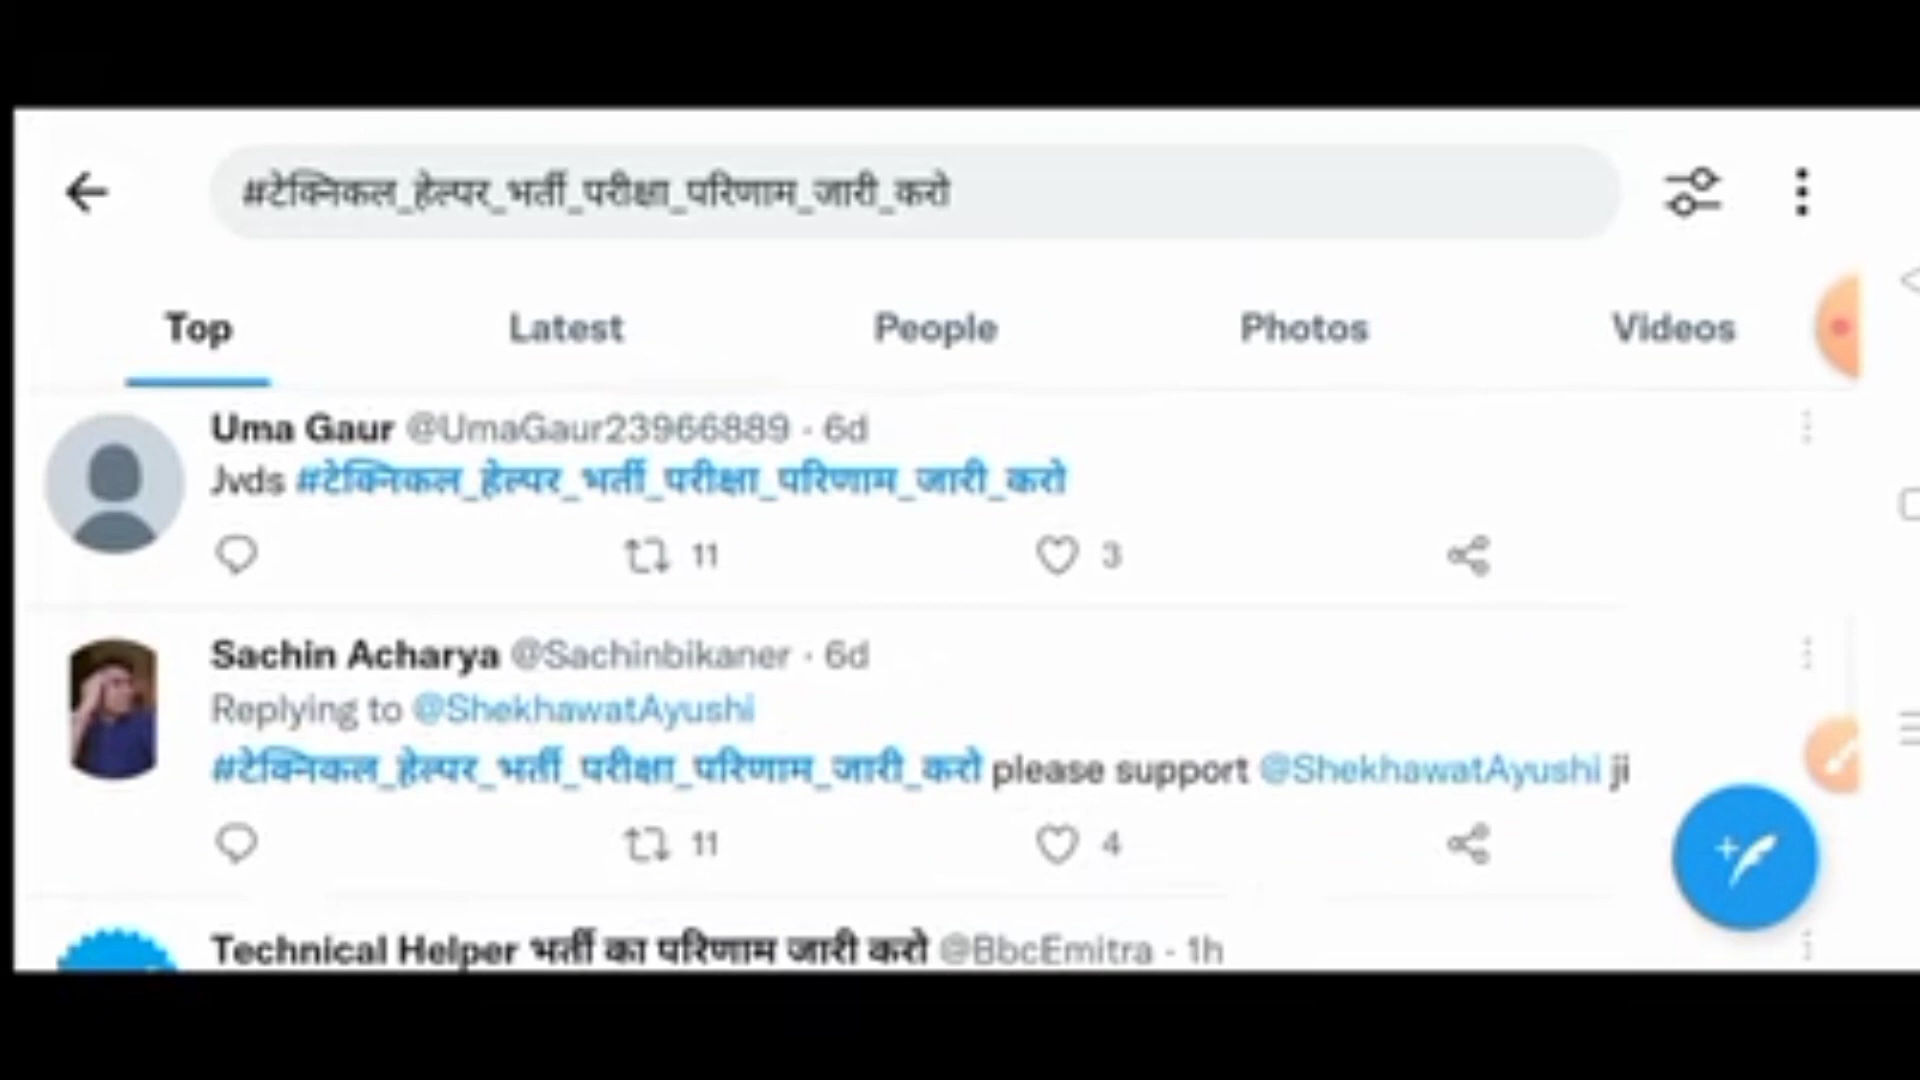 #टेक्निकल_हेल्पर_भर्ती_परीक्षा_परिणाम_जारी_करो
Top Latest People Photos Videos
Uma Gaur @UmaGaur23966889 · 6d
Jvds #टेक्निकल_हेल्पर_भर्ती_परीक्षा_परिणाम_जारी_करो
11 3
Sachin Acharya @Sachinbikaner · 6d
Replying to @ShekhawatAyushi
#टेक्निकल_हेल्पर_भर्ती_परीक्षा_परिणाम_जारी_करो please support @ShekhawatAyushi ji
11 4
Technical Helper भर्ती का परिणाम जारी करो @BbcEmitra · 1h